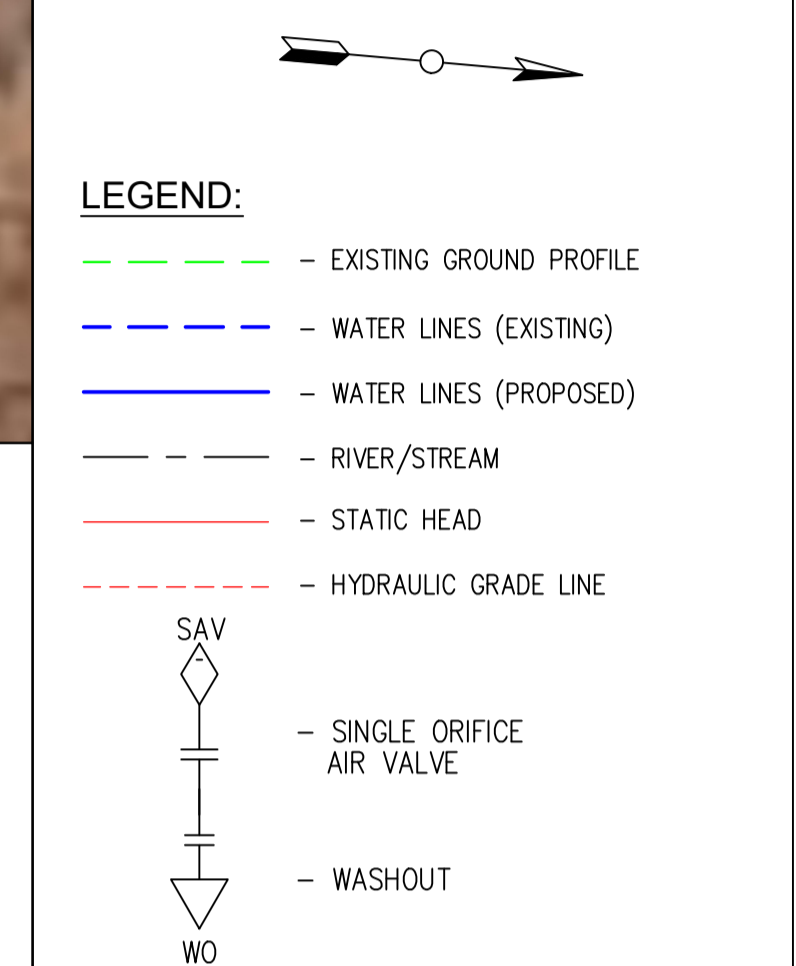 LEGEND:
– EXISTING GROUND PROFILE
– WATER LINES (EXISTING)
– WATER LINES (PROPOSED)
– RIVER/STREAM
– STATIC HEAD
– HYDRAULIC GRADE LINE
SAV
– SINGLE ORIFICE
AIR VALVE
– WASHOUT
WO